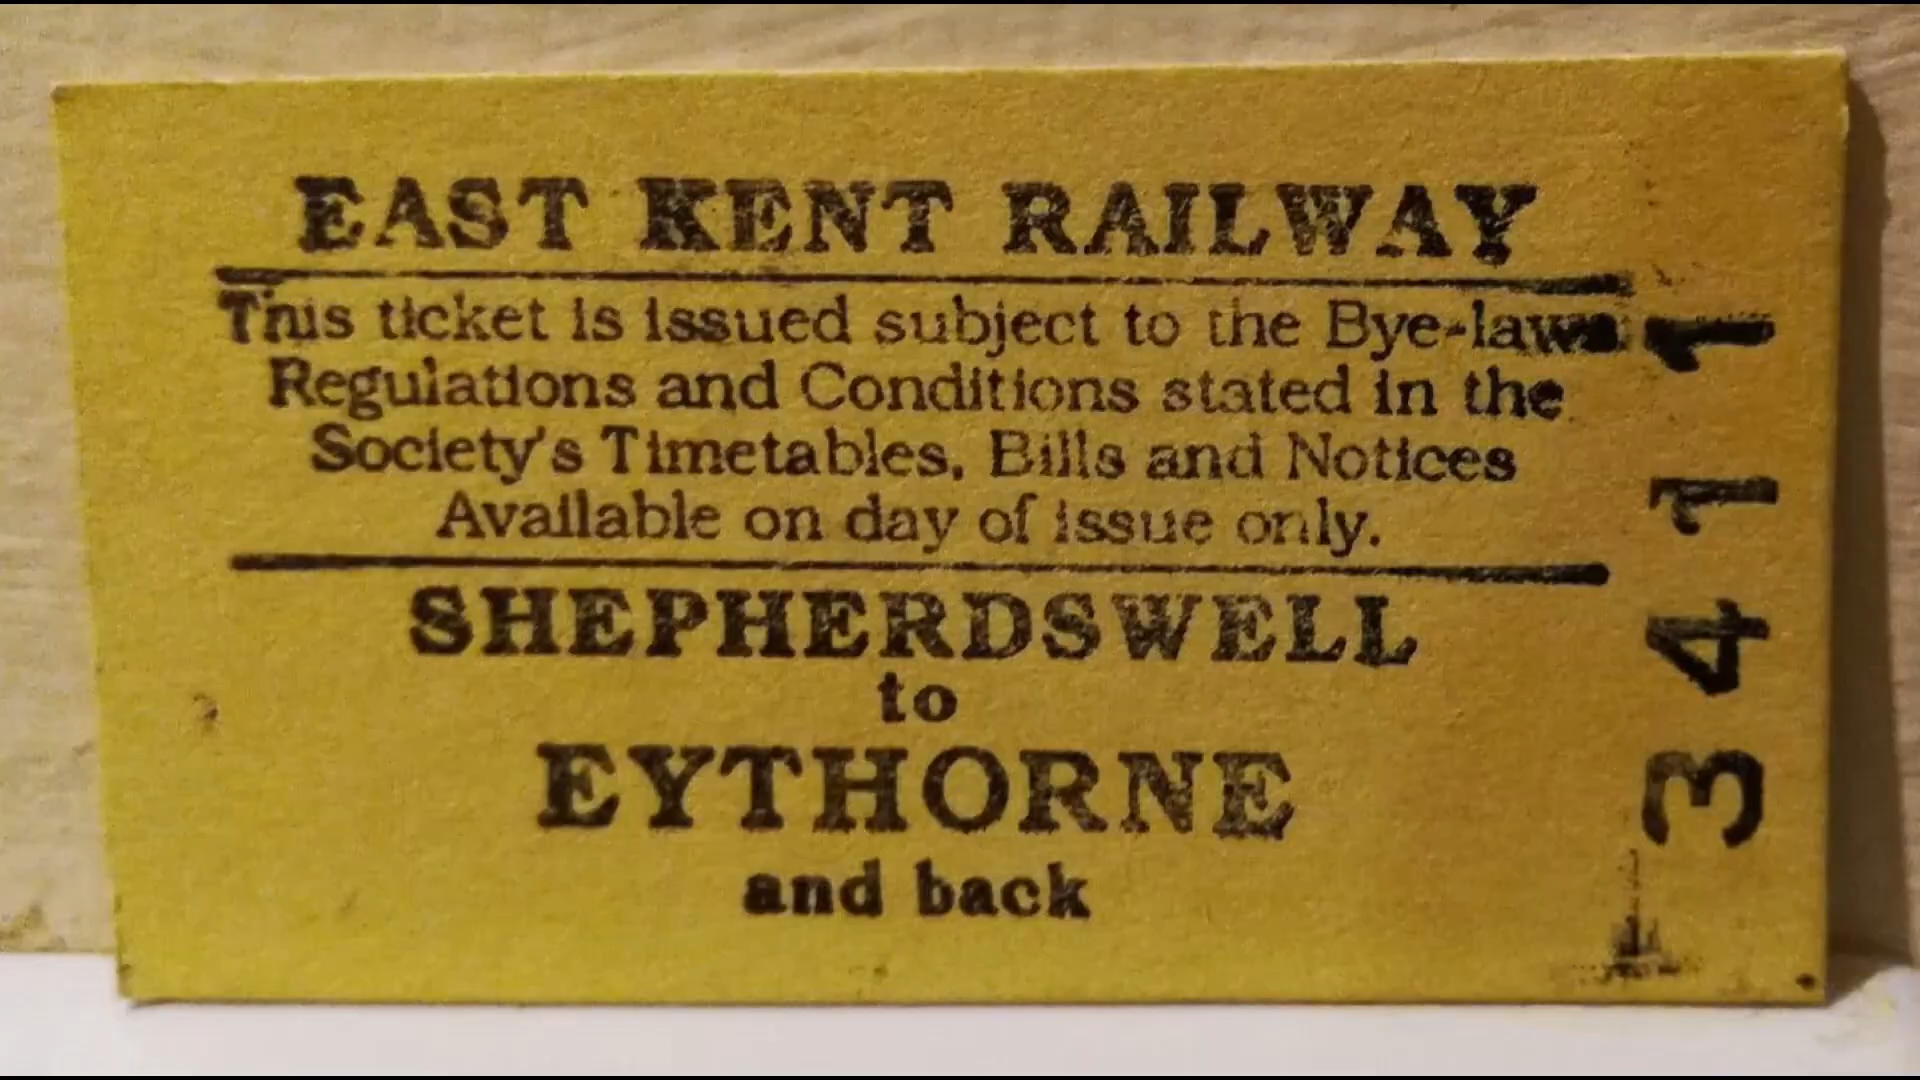 EAST KENT RAILWAY
This ticket is issued subject to the Bye-laws
Regulations and Conditions stated in the
Society's Timetables, Bills and Notices
Available on day of issue only.
SHEPHERDSWELL
to
EYTHORNE
and back
3411